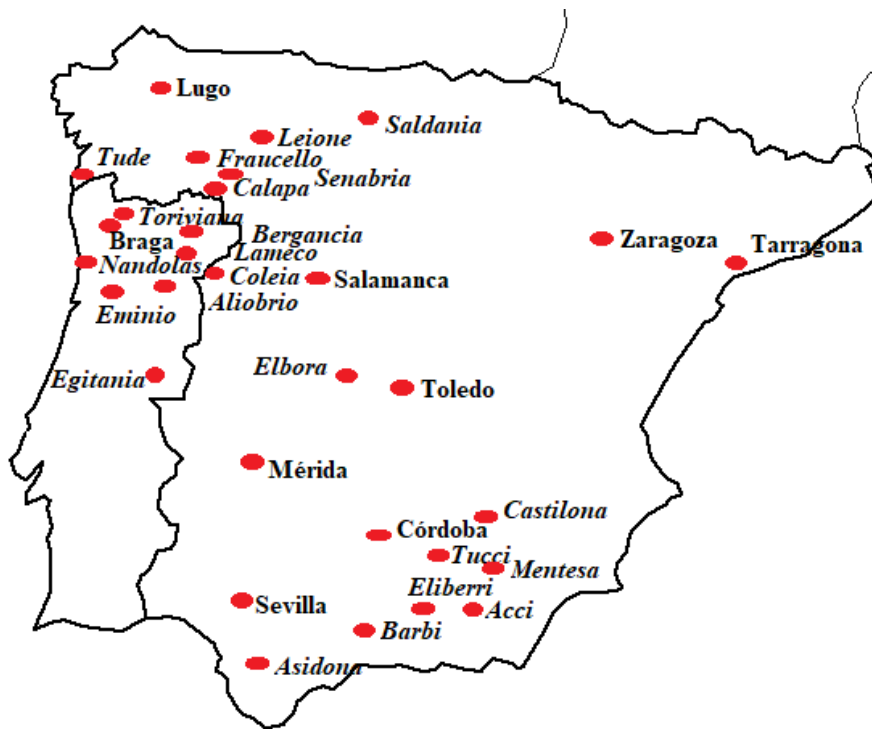 Lugo
Saldania
Leione
Fraucello
Tude
Senabria
Calapa
Toriviana
Braga
Bergancia
Lameco
Nandolas
Coleia
Salamanca
Aliobrio
Eminio
Zaragoza
Tarragona
Egitania
Elbora
Toledo
Mérida
Castilona
Córdoba
Tucci
Mentesa
Eliberri
Sevilla
Acci
Barbi
Asidona